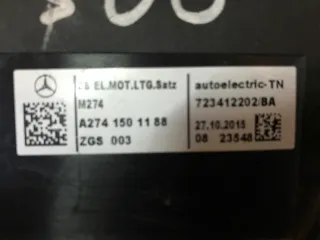 EL.MOT.LTG.Satz
autoelectric-TN
M274
723412202/BA
A274 150 11 88
27.10.2015
ZGS 003
08 23548